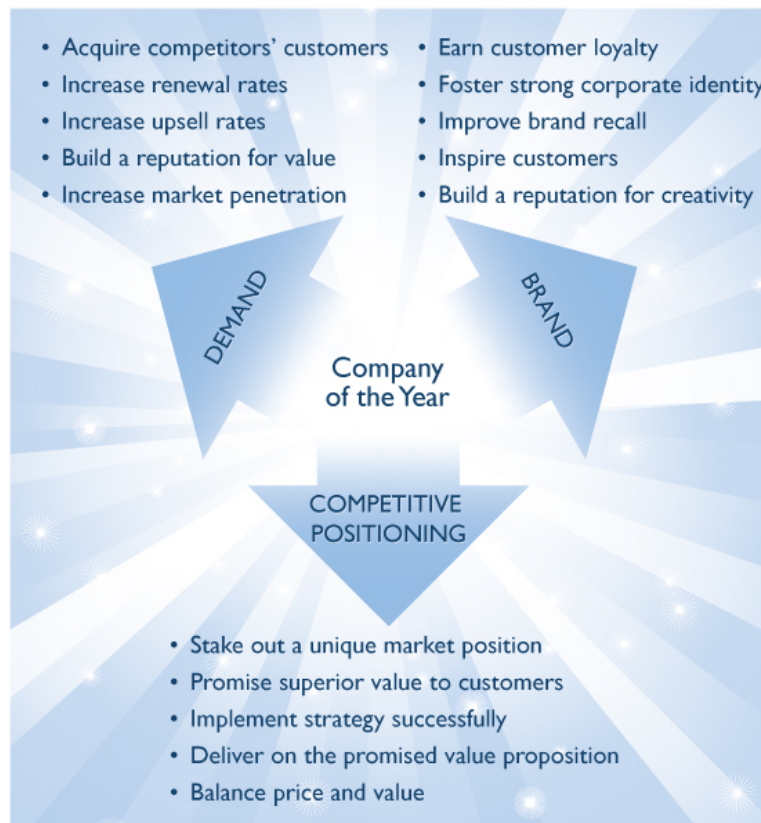 • Acquire competitors’ customers
• Increase renewal rates
• Increase upsell rates
• Build a reputation for value
• Increase market penetration
• Earn customer loyalty
• Foster strong corporate identity
• Improve brand recall
• Inspire customers
• Build a reputation for creativity
DEMAND
BRAND
Company
of the Year
COMPETITIVE
POSITIONING
• Stake out a unique market position
• Promise superior value to customers
• Implement strategy successfully
• Deliver on the promised value proposition
• Balance price and value